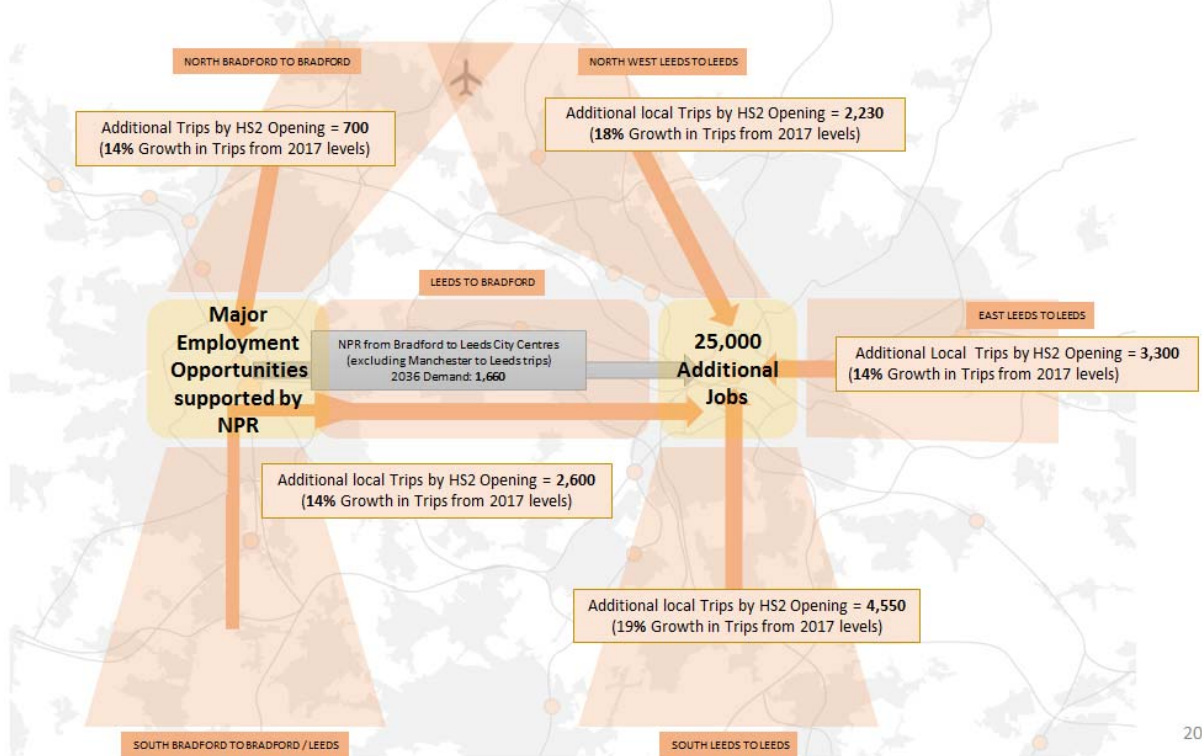 NORTH BRADFORD TO BRADFORD
NORTH WEST LEEDS TO LEEDS
Additional Trips by HS2 Opening = 700
(14% Growth in Trips from 2017 levels)
Additional local Trips by HS2 Opening = 2,230
(18% Growth in Trips from 2017 levels)
LEEDS TO BRADFORD
EAST LEEDS TO LEEDS
Major
Employment
Opportunities
supported by
NPR
NPR from Bradford to Leeds City Centres
(excluding Manchester to Leeds trips)
2036 Demand: 1,660
25,000
Additional
Jobs
Additional Local Trips by HS2 Opening = 3,300
(14% Growth in Trips from 2017 levels)
Additional local Trips by HS2 Opening = 2,600
(14% Growth in Trips from 2017 levels)
Additional local Trips by HS2 Opening = 4,550
(19% Growth in Trips from 2017 levels)
SOUTH BRADFORD TO BRADFORD / LEEDS
SOUTH LEEDS TO LEEDS
20